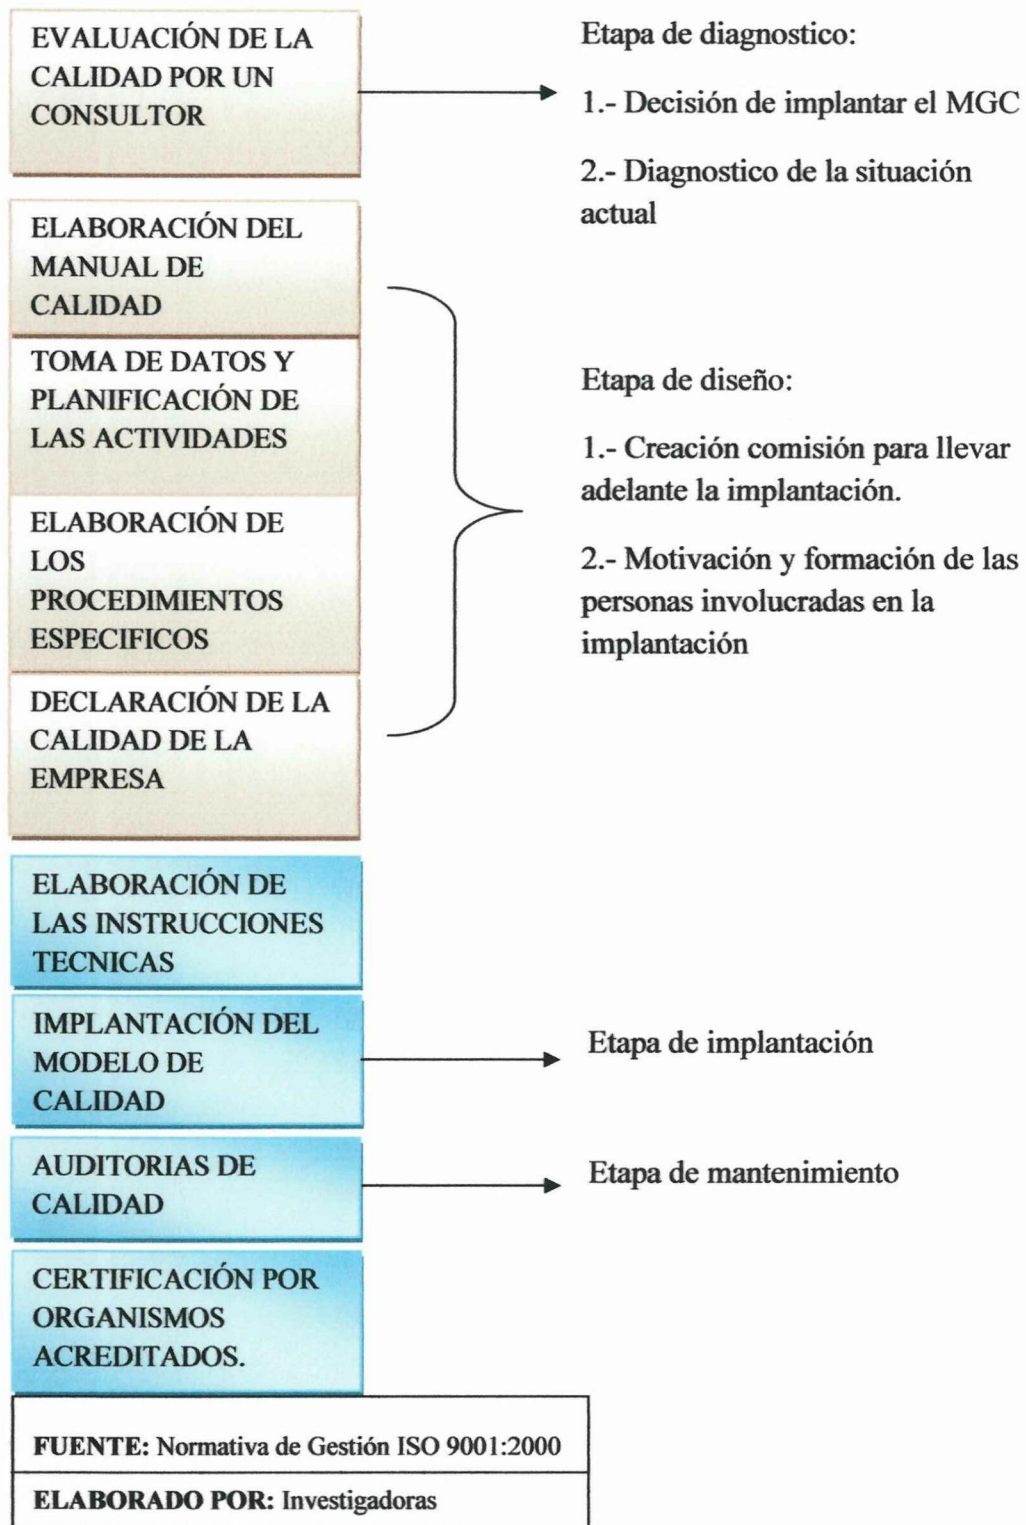 EVALUACIÓN DE LA
CALIDAD POR UN
CONSULTOR
Etapa de diagnostico:
1.- Decisión de implantar el MGC
2.- Diagnostico de la situación
actual
ELABORACIÓN DEL
MANUAL DE
CALIDAD
TOMA DE DATOS Y
PLANIFICACIÓN DE
LAS ACTIVIDADES
ELABORACIÓN DE
LOS
PROCEDIMIENTOS
ESPECIFICOS
DECLARACIÓN DE LA
CALIDAD DE LA
EMPRESA
Etapa de diseño:
1.- Creación comisión para llevar
adelante la implantación.
2.- Motivación y formación de las
personas involucradas en la
implantación
ELABORACIÓN DE
LAS INSTRUCCIONES
TECNICAS
IMPLANTACIÓN DEL
MODELO DE
CALIDAD
Etapa de implantación
AUDITORIAS DE
CALIDAD
Etapa de mantenimiento
CERTIFICACIÓN POR
ORGANISMOS
ACREDITADOS.
FUENTE: Normativa de Gestión ISO 9001:2000
ELABORADO POR: Investigadoras